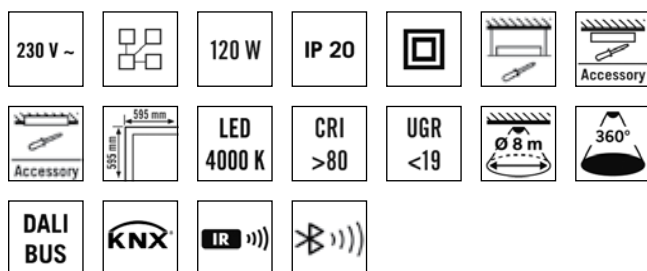 230 V ~
120 W
IP 20
Accessory
Accessory
595 mm
595 mm
LED
4000 K
CRI
>80
UGR
<19
Ø 8 m
360°
DALI
BUS
KNX®
IR